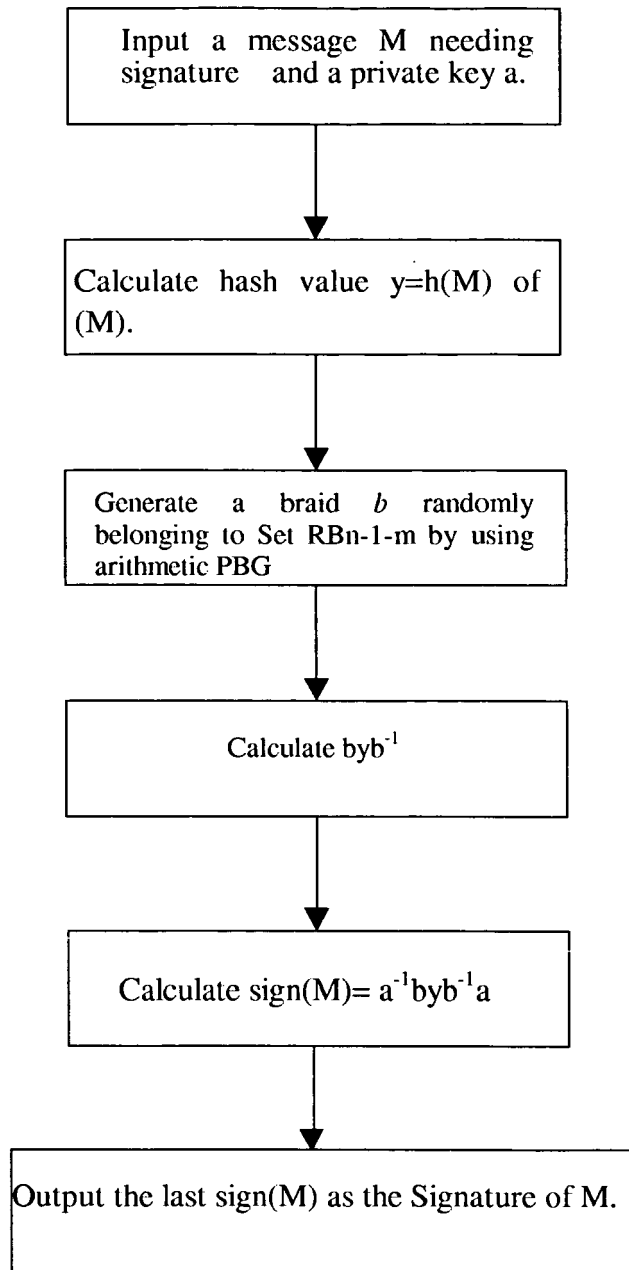 Input a message M needing
signature and a private key a.
Calculate hash value y=h(M) of
(M).
Generate a braid b randomly
belonging to Set RBn-1-m by using
arithmetic PBG
Calculate byb⁻¹
Calculate sign(M)= a⁻¹byb⁻¹a
Output the last sign(M) as the Signature of M.